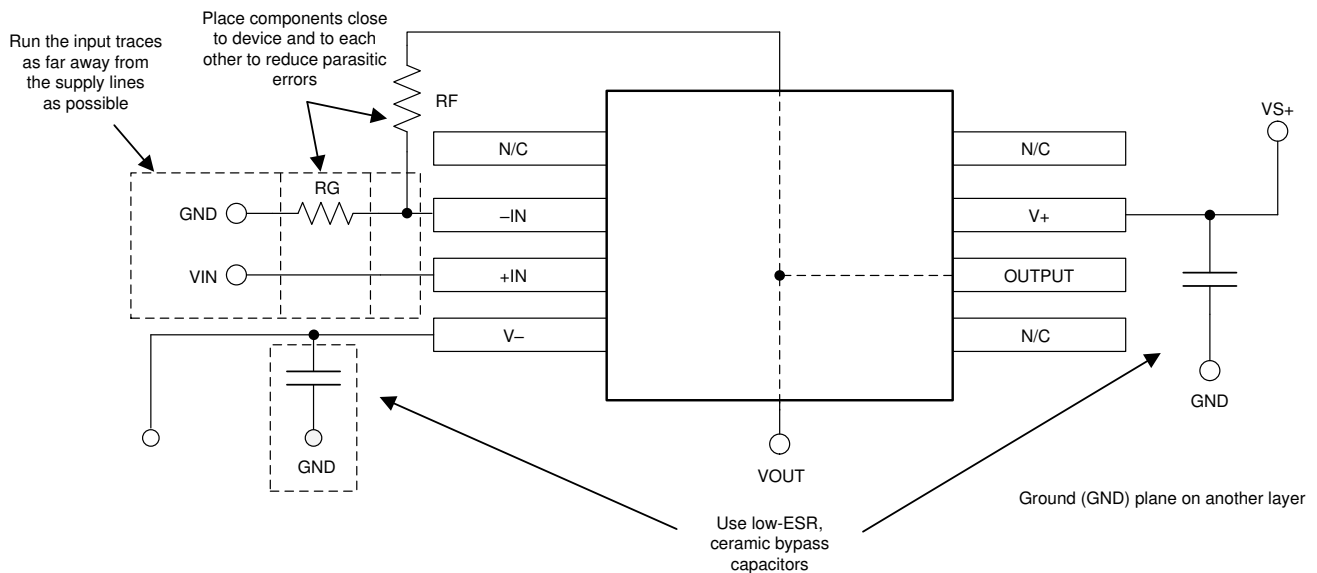 Place components close
to device and to each
other to reduce parasitic
errors
Run the input traces
as far away from
the supply lines
as possible
RF
VS+
N/C
N/C
RG
GND
–IN
V+
VIN
+IN
OUTPUT
V–
N/C
GND
GND
VOUT
Ground (GND) plane on another layer
Use low-ESR,
ceramic bypass
capacitors